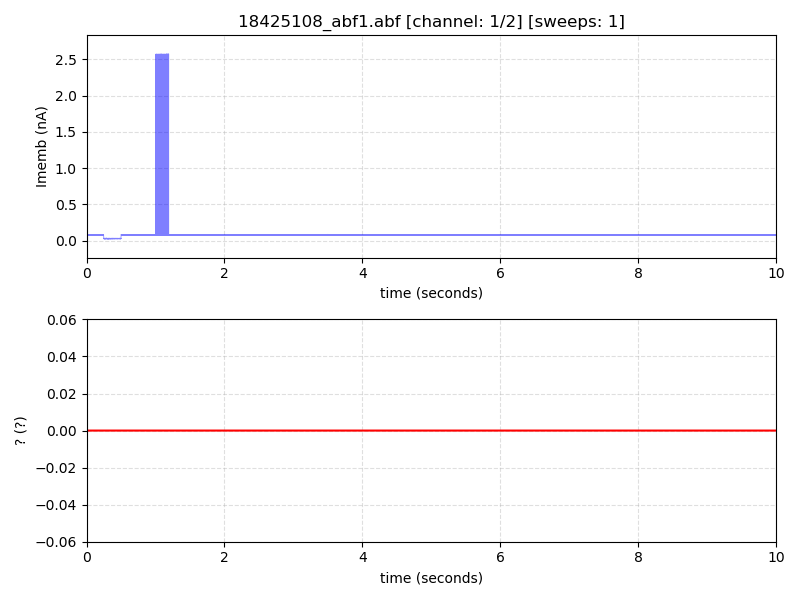 18425108_abf1.abf [channel: 1/2] [sweeps: 1]
Imemb (nA)
2.5
2.0
1.5
1.0
0.5
0.0
0 2 4 6 8 10
time (seconds)
? (?)
0.06
0.04
0.02
0.00
−0.02
−0.04
−0.06
0 2 4 6 8 10
time (seconds)